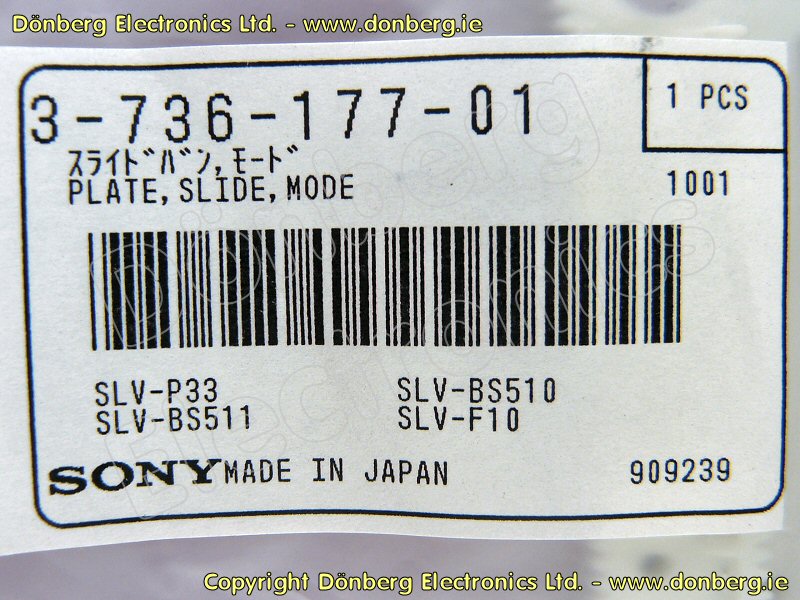 Dönberg Electronics Ltd. - www.donberg.ie
3-736-177-01
1 PCS
スライドバン,モード
PLATE,SLIDE,MODE
1001
Dönberg
Electronics
SLV-P33 SLV-BS510
SLV-BS511 SLV-F10
SONY MADE IN JAPAN 909239
Copyright Dönberg Electronics Ltd. - www.donberg.ie